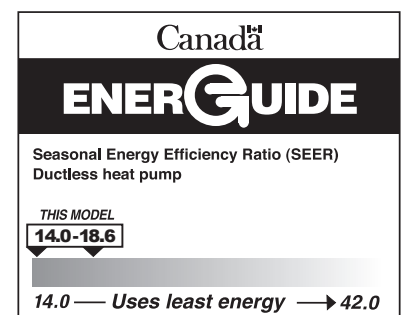 Canada
ENERGUIDE
Seasonal Energy Efficiency Ratio (SEER)
Ductless heat pump
THIS MODEL
14.0-18.6
14.0 — Uses least energy → 42.0